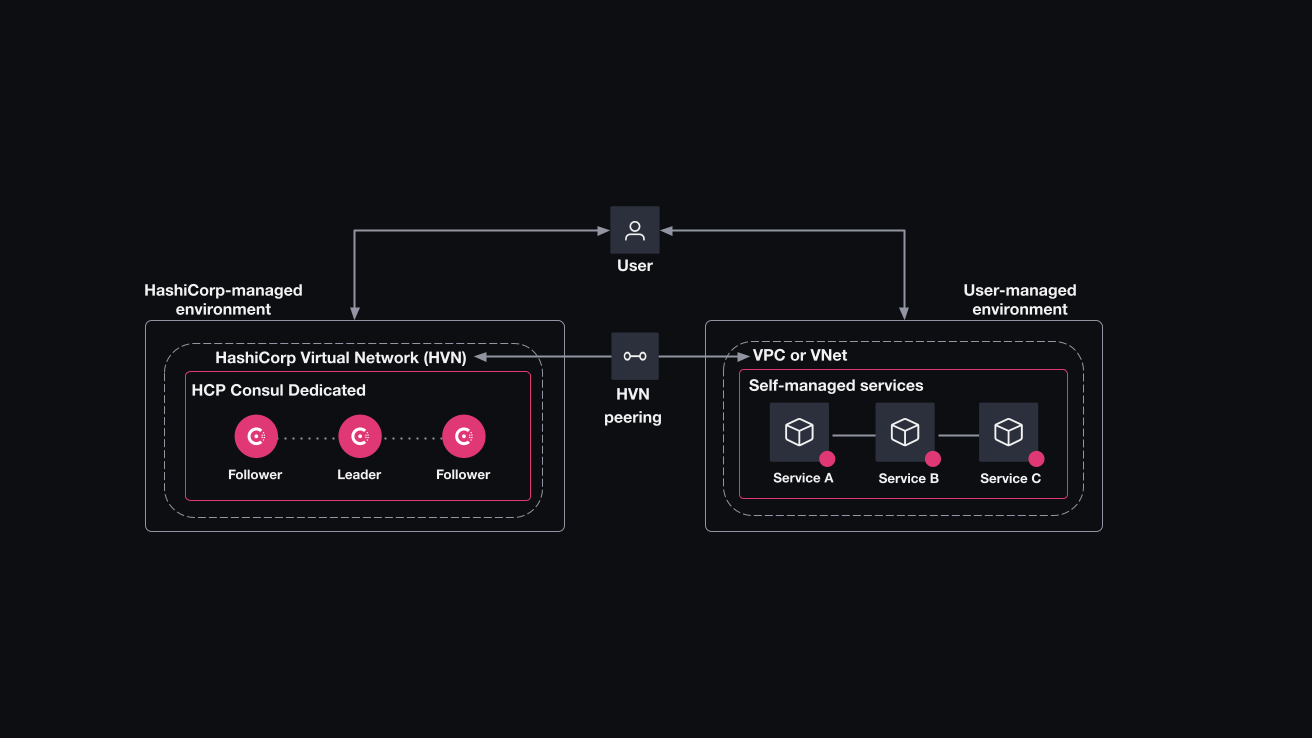 User
HashiCorp-managed
environment
User-managed
environment
HashiCorp Virtual Network (HVN)
HCP Consul Dedicated
Follower
Leader
Follower
HVN
peering
VPC or VNet
Self-managed services
Service A
Service B
Service C